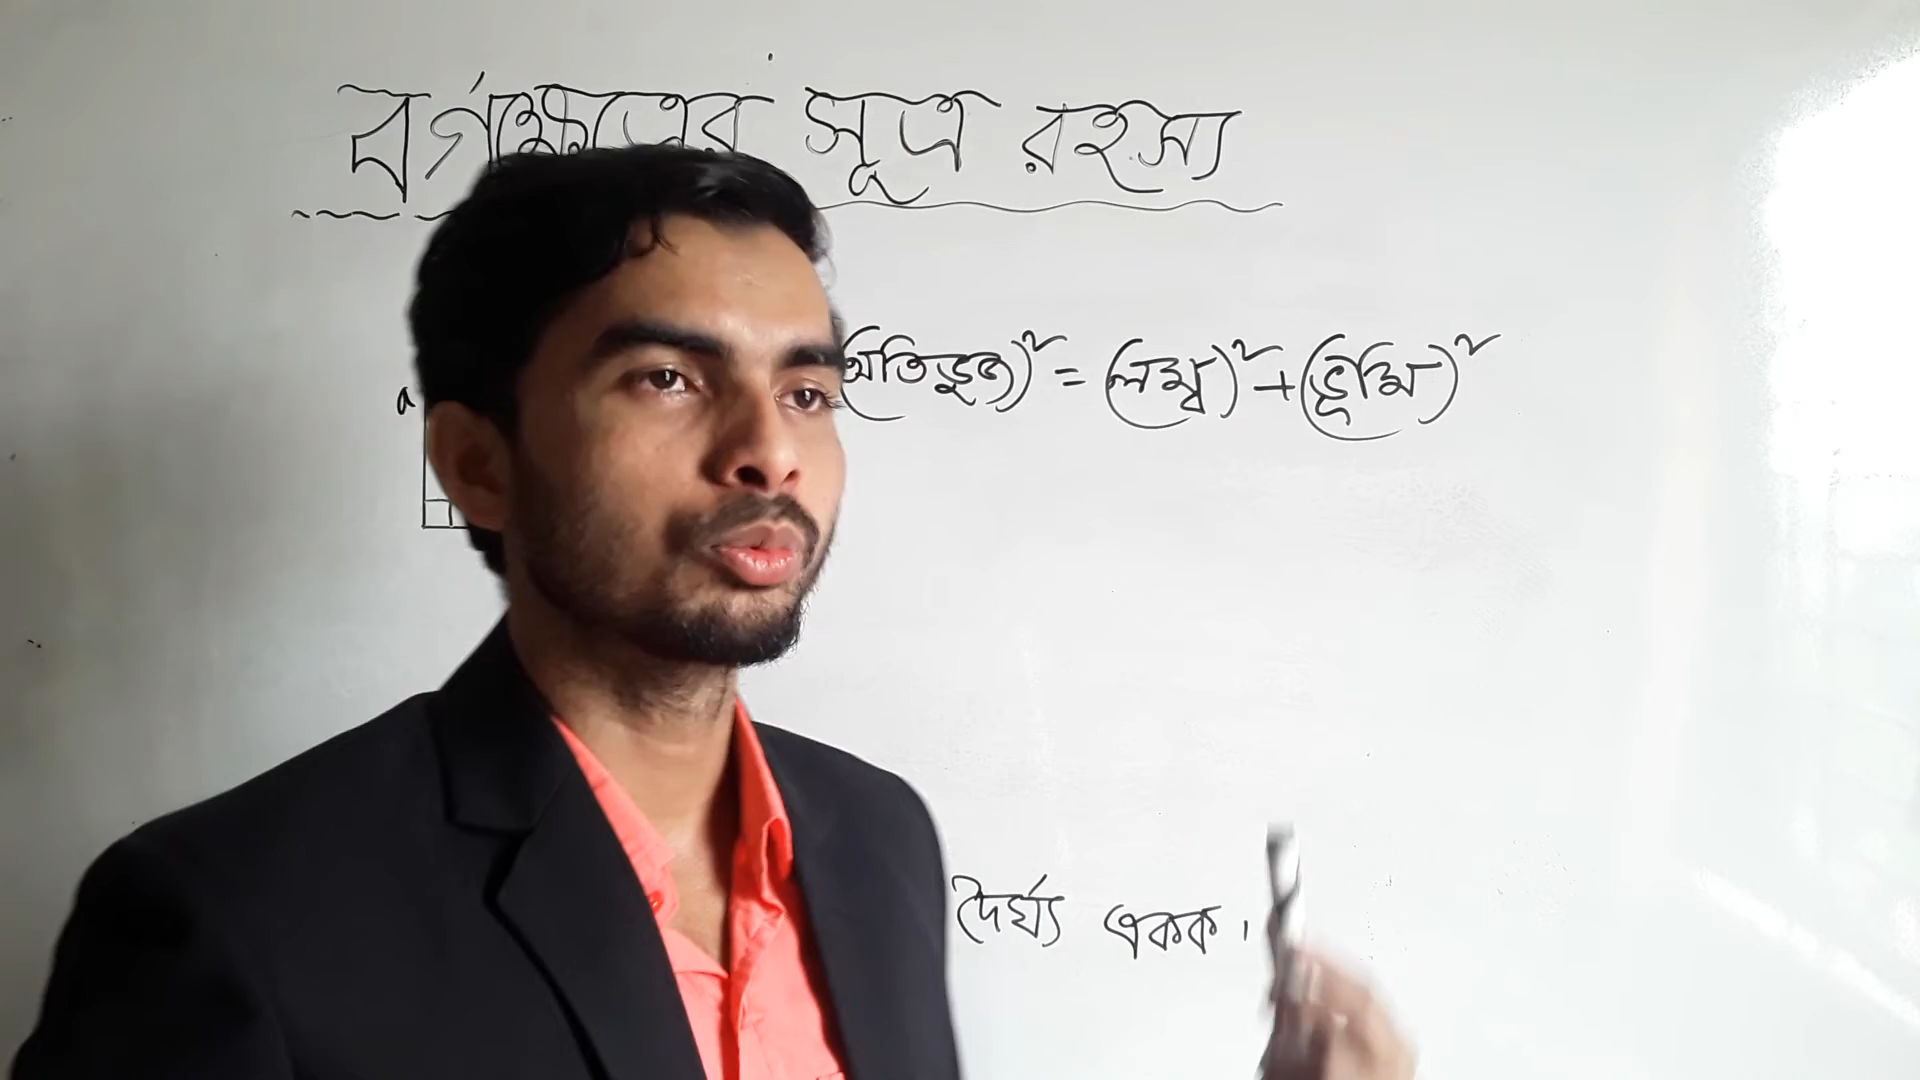 বর্গক্ষেত্রের সূত্র রহস্য
(অতিভুজ)² = (লম্ব)² + (ভূমি)²
a
দৈর্ঘ্য একক।